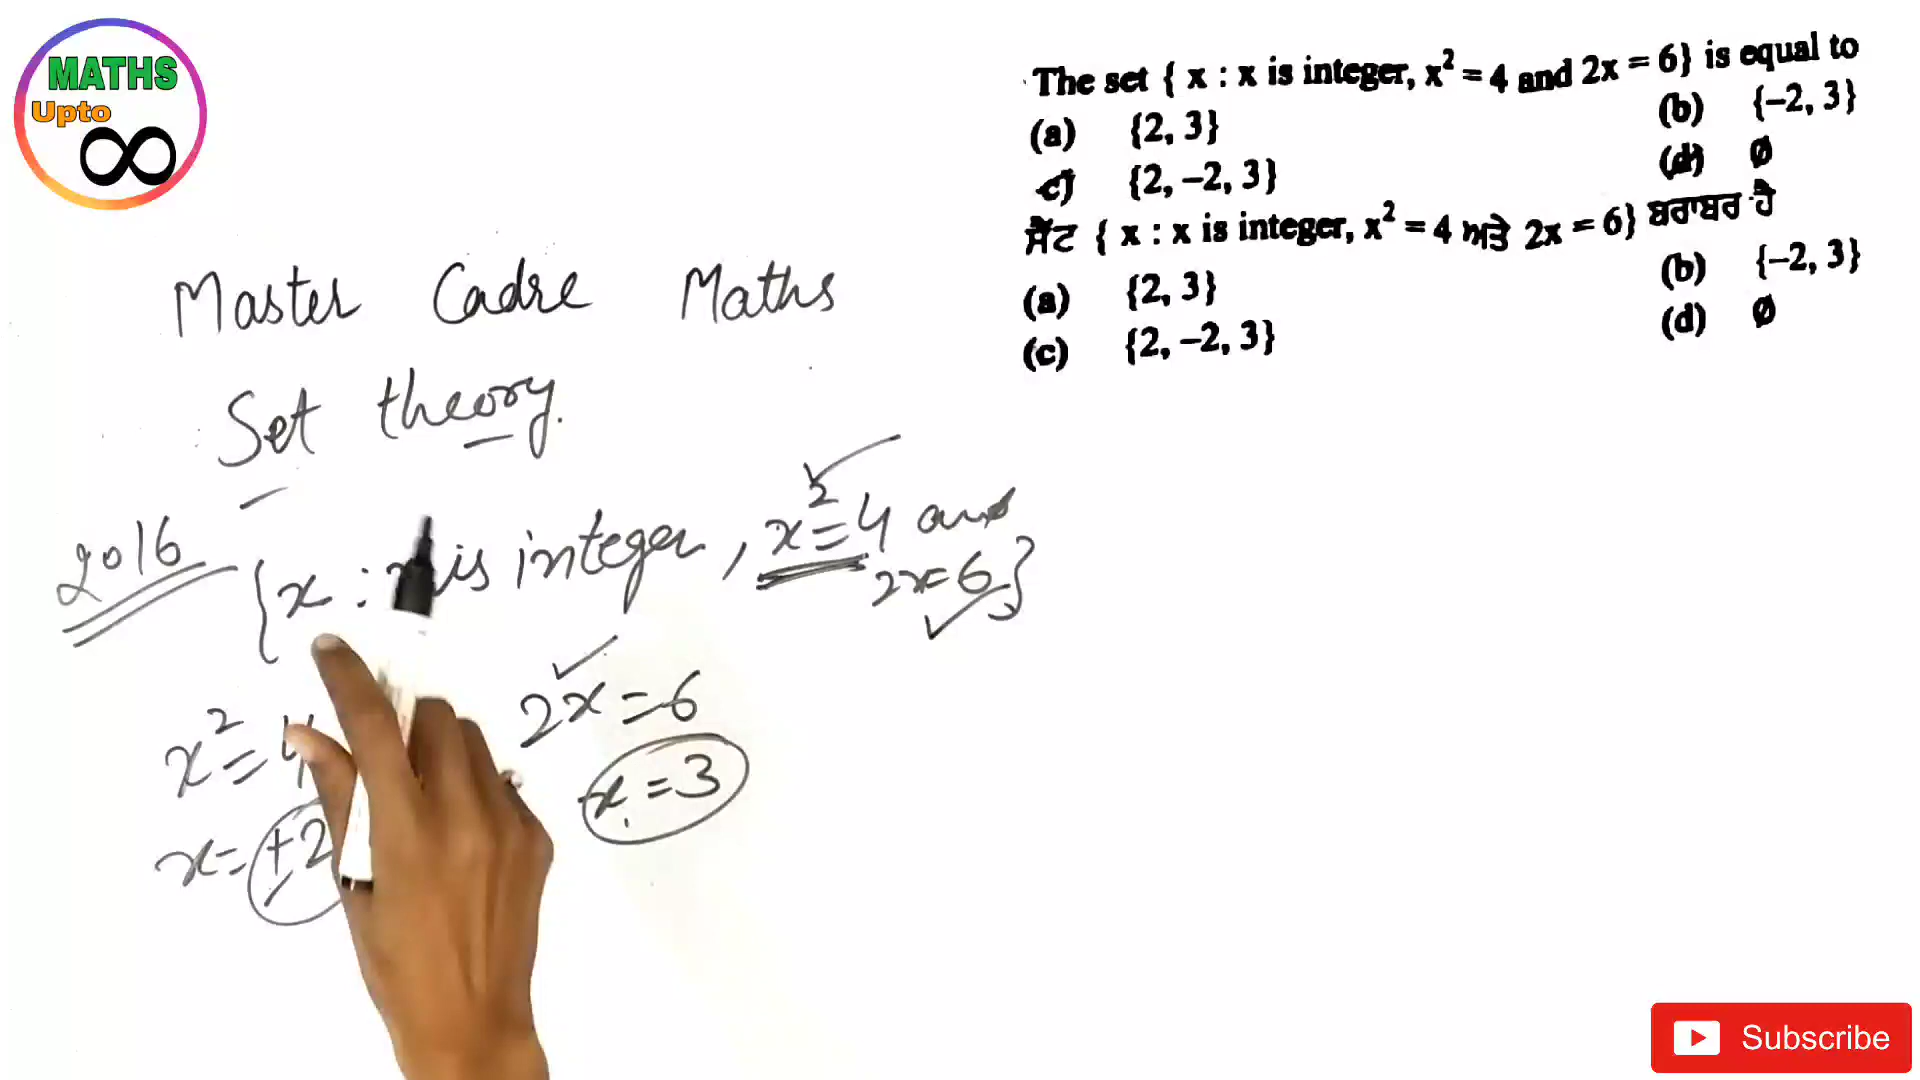 MATHS
Upto
∞
The set { x : x is integer, x² = 4 and 2x = 6} is equal to
(a) {2, 3} (b) {–2, 3}
c) {2, –2, 3} (d) ∅
ਸੈੱਟ { x : x is integer, x² = 4 ਅਤੇ 2x = 6} ਬਰਾਬਰ ਹੈ
(a) {2, 3} (b) {–2, 3}
(c) {2, –2, 3} (d) ∅
Master Cadre Maths
Set theory.
2016 {x : is integer, x²=4 and
2x=6}
x²=4 2x=6
x=±2 x=3
Subscribe